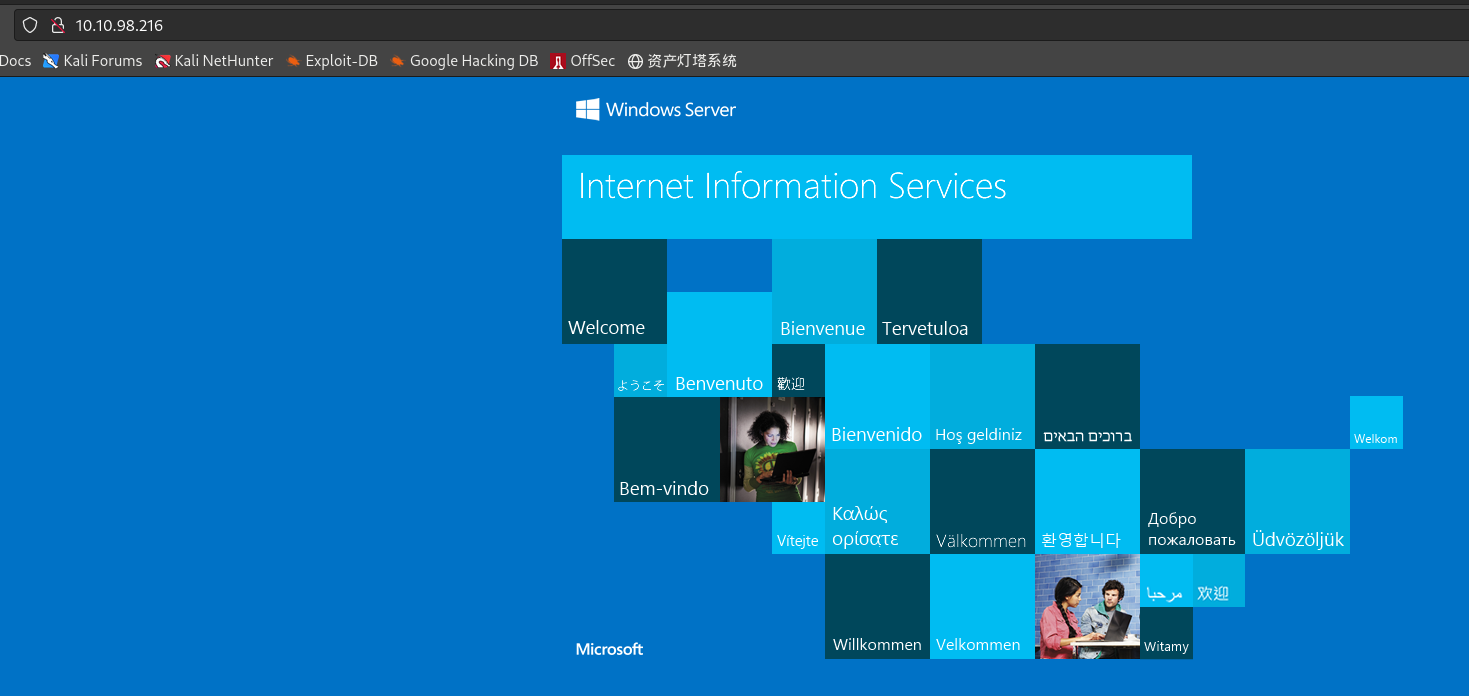 10.10.98.216
Docs Kali Forums Kali NetHunter Exploit-DB Google Hacking DB OffSec 资产灯塔系统
Windows Server
Internet Information Services
Welcome
Bienvenue
Tervetuloa
ようこそ
Benvenuto
歡迎
Bienvenido
Hoş geldiniz
ברוכים הבאים
Welkom
Bem-vindo
Vítejte
Καλώς
ορίσατε
Välkommen
환영합니다
Добро
пожаловать
Üdvözöljük
مرحبا
欢迎
Willkommen
Velkommen
Witamy
Microsoft